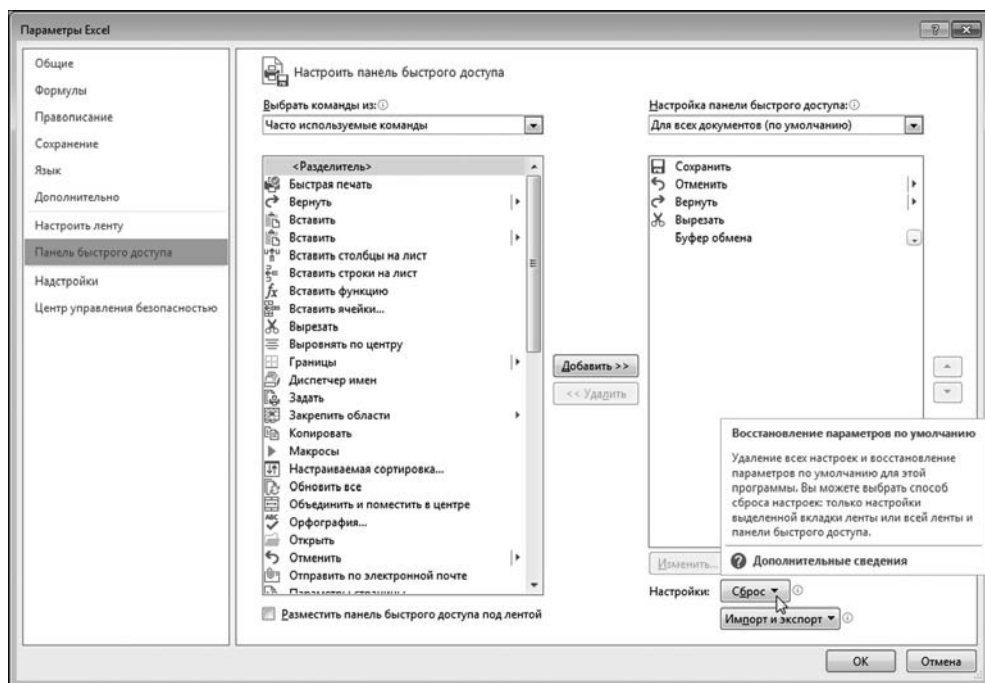 Параметры Excel
Общие
Формулы
Правописание
Сохранение
Язык
Дополнительно
Настроить ленту
Панель быстрого доступа
Надстройки
Центр управления безопасностью
Настроить панель быстрого доступа
Выбрать команды из:
Часто используемые команды
<Разделитель>
Быстрая печать
Вернуть
Вставить
Вставить
Вставить столбцы на лист
Вставить строки на лист
Вставить функцию
Вставить ячейки...
Вырезать
Выровнять по центру
Границы
Диспетчер имен
Задать
Закрепить области
Копировать
Макросы
Настраиваемая сортировка...
Обновить все
Объединить и поместить в центре
Орфография...
Открыть
Отменить
Отправить по электронной почте
Параметры страницы
Разместить панель быстрого доступа под лентой
Добавить >>
<< Удалить
Настройка панели быстрого доступа:
Для всех документов (по умолчанию)
Сохранить
Отменить
Вернуть
Вырезать
Буфер обмена
Восстановление параметров по умолчанию
Удаление всех настроек и восстановление
параметров по умолчанию для этой
программы. Вы можете выбрать способ
сброса настроек: только настройки
выделенной вкладки ленты или всей ленты и
панели быстрого доступа.
Дополнительные сведения
Изменить...
Настройки: Сброс
Импорт и экспорт
ОК Отмена